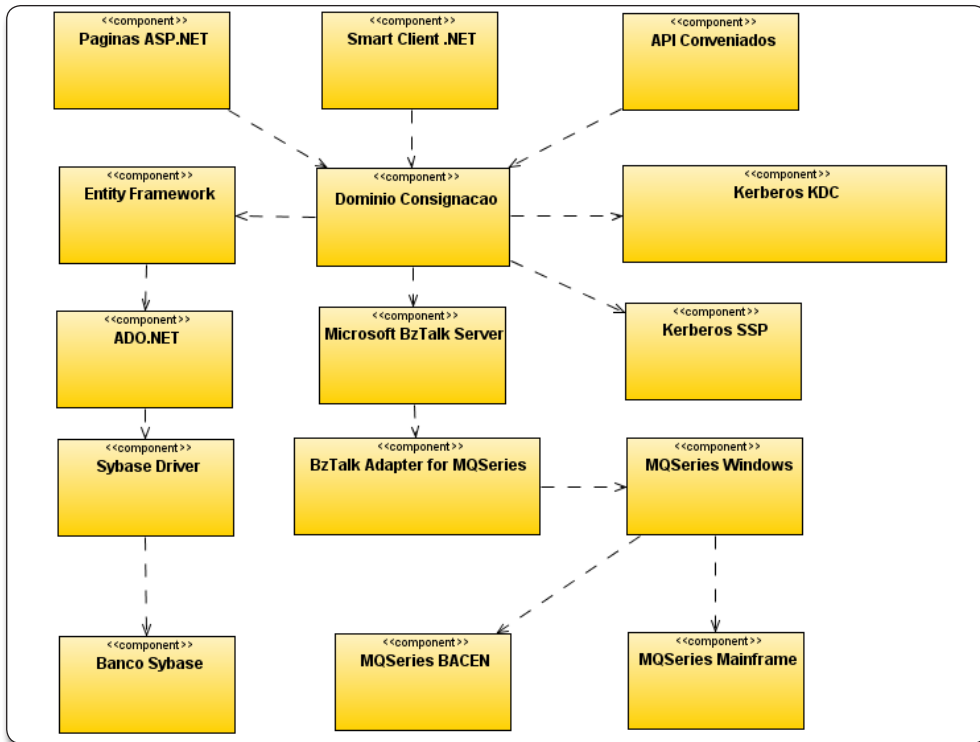 <<component>>
Paginas ASP.NET
<<component>>
Smart Client .NET
<<component>>
API Conveniados
<<component>>
Entity Framework
<<component>>
Dominio Consignacao
<<component>>
Kerberos KDC
<<component>>
ADO.NET
<<component>>
Microsoft BzTalk Server
<<component>>
Kerberos SSP
<<component>>
Sybase Driver
<<component>>
BzTalk Adapter for MQSeries
<<component>>
MQSeries Windows
<<component>>
Banco Sybase
<<component>>
MQSeries BACEN
<<component>>
MQSeries Mainframe